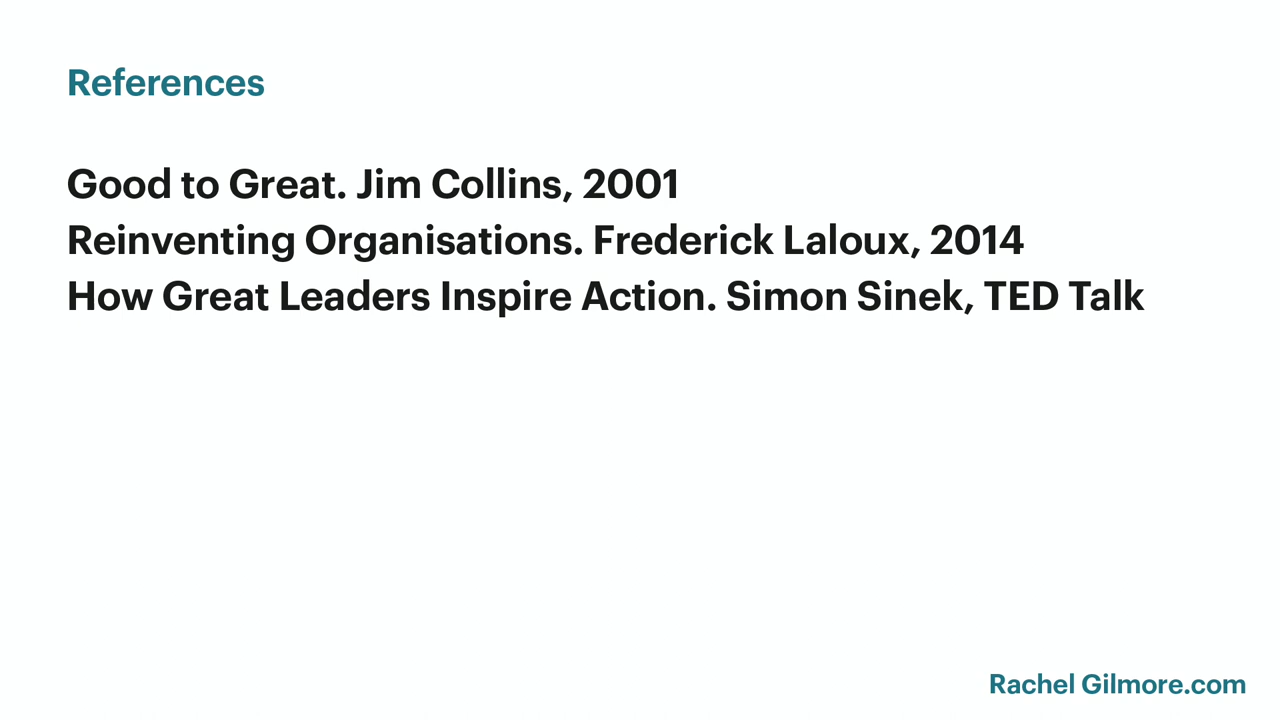 References
Good to Great. Jim Collins, 2001
Reinventing Organisations. Frederick Laloux, 2014
How Great Leaders Inspire Action. Simon Sinek, TED Talk
Rachel Gilmore.com